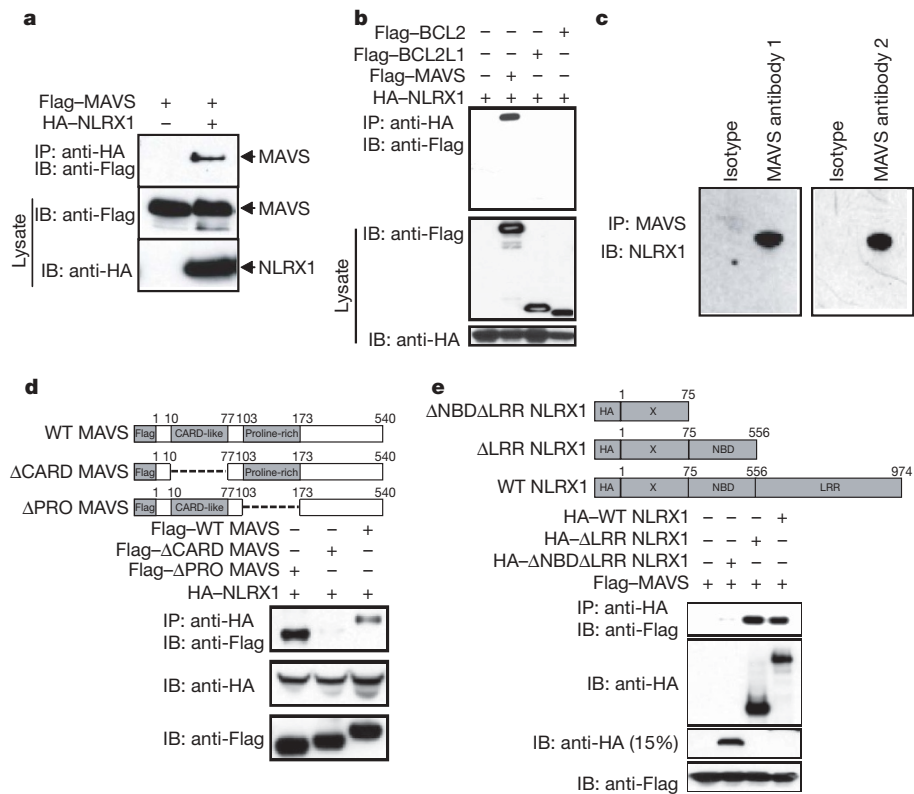 a
Flag–MAVS + +
HA–NLRX1 – +
IP: anti-HA
IB: anti-Flag
MAVS
Lysate
IB: anti-Flag
MAVS
IB: anti-HA
NLRX1
b
Flag–BCL2 – – – +
Flag–BCL2L1 – – + –
Flag–MAVS – + – –
HA–NLRX1 + + + +
IP: anti-HA
IB: anti-Flag
Lysate
IB: anti-Flag
IB: anti-HA
c
Isotype
MAVS antibody 1
Isotype
MAVS antibody 2
IP: MAVS
IB: NLRX1
d
1 10 77 103 173 540
WT MAVS Flag CARD-like Proline-rich
1 10 77 103 173 540
ΔCARD MAVS Flag Proline-rich
1 10 77 103 173 540
ΔPRO MAVS Flag CARD-like
Flag–WT MAVS – – +
Flag–ΔCARD MAVS – + –
Flag–ΔPRO MAVS + – –
HA–NLRX1 + + +
IP: anti-HA
IB: anti-Flag
IB: anti-HA
IB: anti-Flag
e
1 75
ΔNBDΔLRR NLRX1 HA X
1 75 556
ΔLRR NLRX1 HA X NBD
1 75 556 974
WT NLRX1 HA X NBD LRR
HA–WT NLRX1 – – – +
HA–ΔLRR NLRX1 – – + –
HA–ΔNBDΔLRR NLRX1 – + – –
Flag–MAVS + + + +
IP: anti-HA
IB: anti-Flag
IB: anti-HA
IB: anti-HA (15%)
IB: anti-Flag